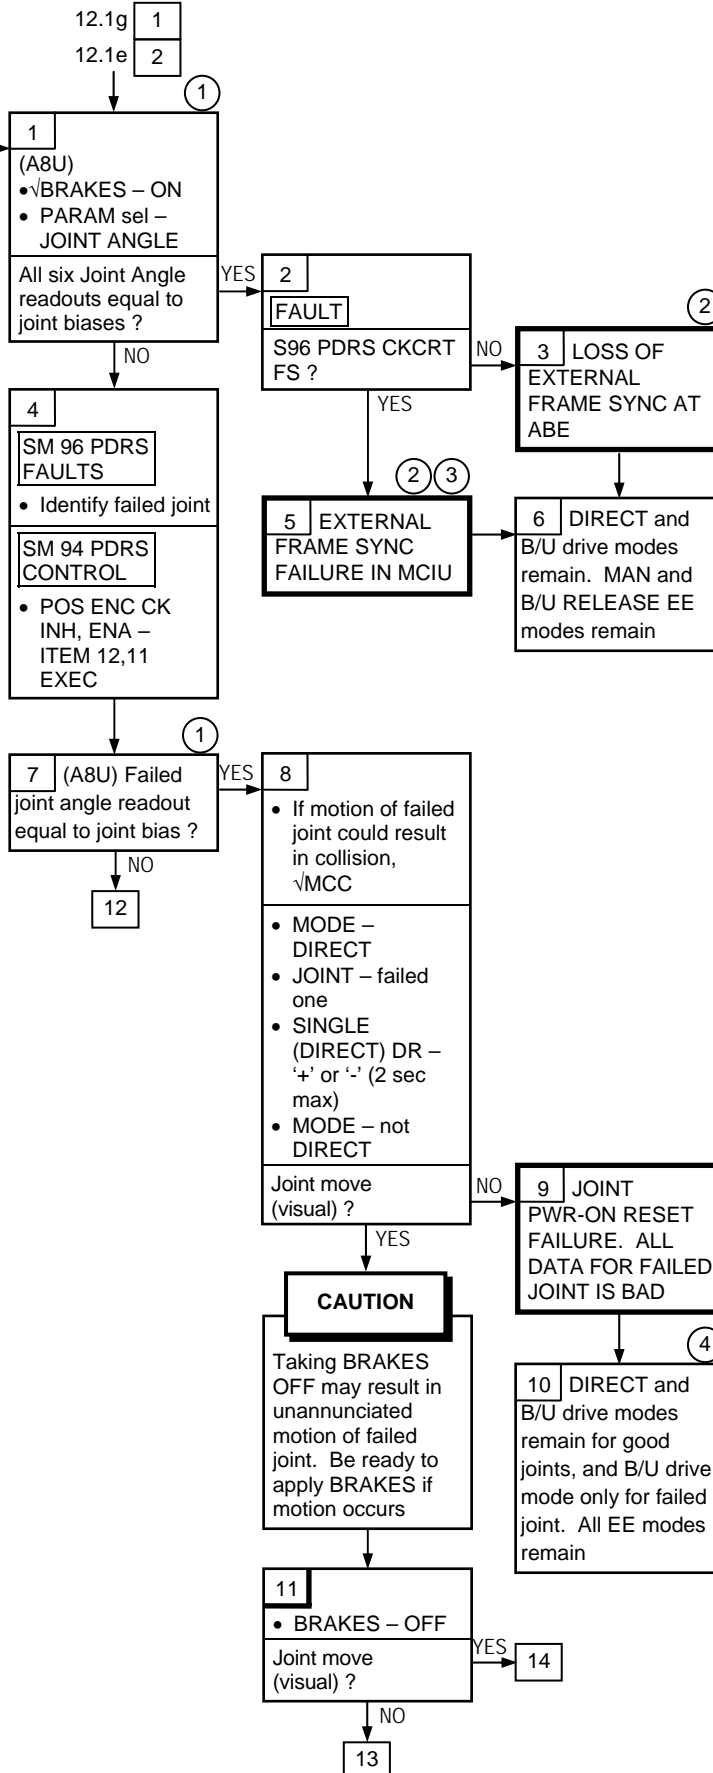 12.1g 1
12.1e 2
1
1
(A8U)
•√BRAKES – ON
• PARAM sel –
JOINT ANGLE
All six Joint Angle
readouts equal to
joint biases ?
YES
NO
2
FAULT
S96 PDRS CKCRT
FS ?
NO
YES
2
3 LOSS OF
EXTERNAL
FRAME SYNC AT
ABE
4
SM 96 PDRS
FAULTS
• Identify failed joint
SM 94 PDRS
CONTROL
• POS ENC CK
INH, ENA –
ITEM 12,11
EXEC
2 3
5 EXTERNAL
FRAME SYNC
FAILURE IN MCIU
6 DIRECT and
B/U drive modes
remain. MAN and
B/U RELEASE EE
modes remain
1
7 (A8U) Failed
joint angle readout
equal to joint bias ?
YES
NO
12
8
• If motion of failed
joint could result
in collision,
√MCC
• MODE –
DIRECT
• JOINT – failed
one
• SINGLE
(DIRECT) DR –
‘+’ or ‘-’ (2 sec
max)
• MODE – not
DIRECT
Joint move
(visual) ?
NO
YES
9 JOINT
PWR-ON RESET
FAILURE. ALL
DATA FOR FAILED
JOINT IS BAD
4
10 DIRECT and
B/U drive modes
remain for good
joints, and B/U drive
mode only for failed
joint. All EE modes
remain
CAUTION
Taking BRAKES
OFF may result in
unannunciated
motion of failed
joint. Be ready to
apply BRAKES if
motion occurs
11
• BRAKES – OFF
Joint move
(visual) ?
YES
14
NO
13